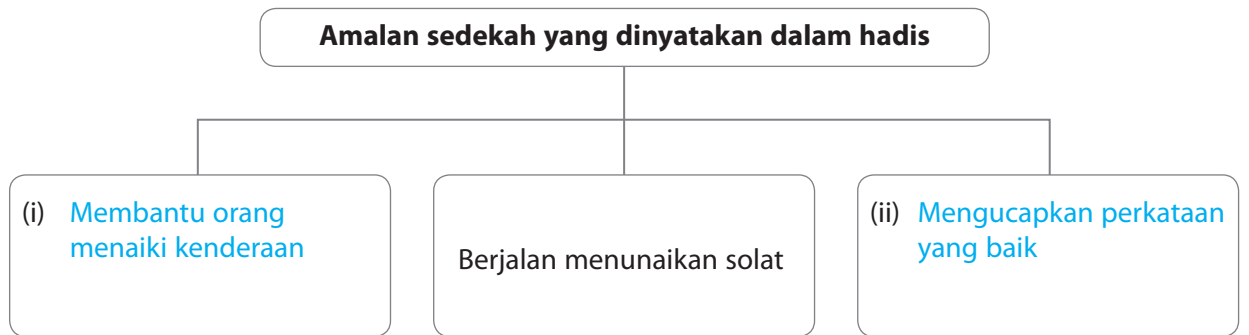 Amalan sedekah yang dinyatakan dalam hadis
(i) Membantu orang
menaiki kenderaan
Berjalan menunaikan solat
(ii) Mengucapkan perkataan
yang baik